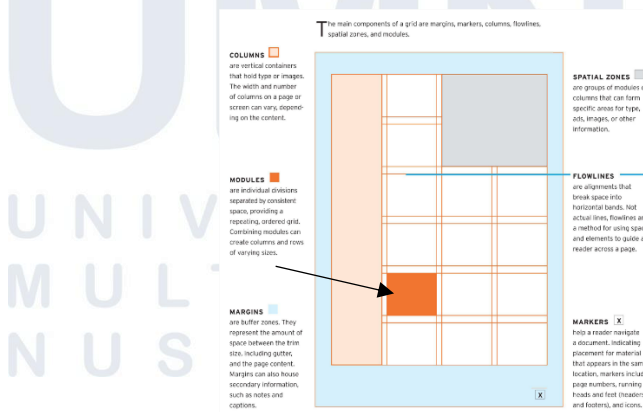 The main components of a grid are margins, markers, columns, flowlines,
spatial zones, and modules.
COLUMNS
are vertical containers
that hold type or images.
The width and number
of columns on a page or
screen can vary, depend-
ing on the content.
MODULES
are individual divisions
separated by consistent
space, providing a
repeating, ordered grid.
Combining modules can
create columns and rows
of varying sizes.
MARGINS
are buffer zones. They
represent the amount of
space between the trim
size, including gutter,
and the page content.
Margins can also house
secondary information,
such as notes and
captions.
SPATIAL ZONES
are groups of modules
columns that can form
specific areas for type,
ads, images, or other
information.
FLOWLINES
are alignments that
break space into
horizontal bands. Not
actual lines, flowlines
a method for using
and elements to guide
reader across a page.
MARKERS X
help a reader navigate
a document. Indicating
placement for material
that appears in the
location, markers
page numbers, running
heads and feet
and footers), and icons.
X
UNIV
MUL
NUS